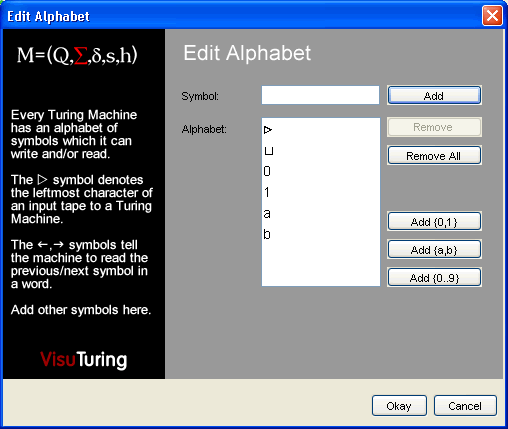 Edit Alphabet
M=(Q,Σ,δ,s,h)
Every Turing Machine
has an alphabet of
symbols which it can
write and/or read.
The ▷ symbol denotes
the leftmost character of
an input tape to a Turing
Machine.
The ←,→ symbols tell
the machine to read the
previous/next symbol in
a word.
Add other symbols here.
VisuTuring
Edit Alphabet
Symbol:
Add
Alphabet:
▷
⊔
0
1
a
b
Remove
Remove All
Add {0,1}
Add {a,b}
Add {0..9}
Okay
Cancel